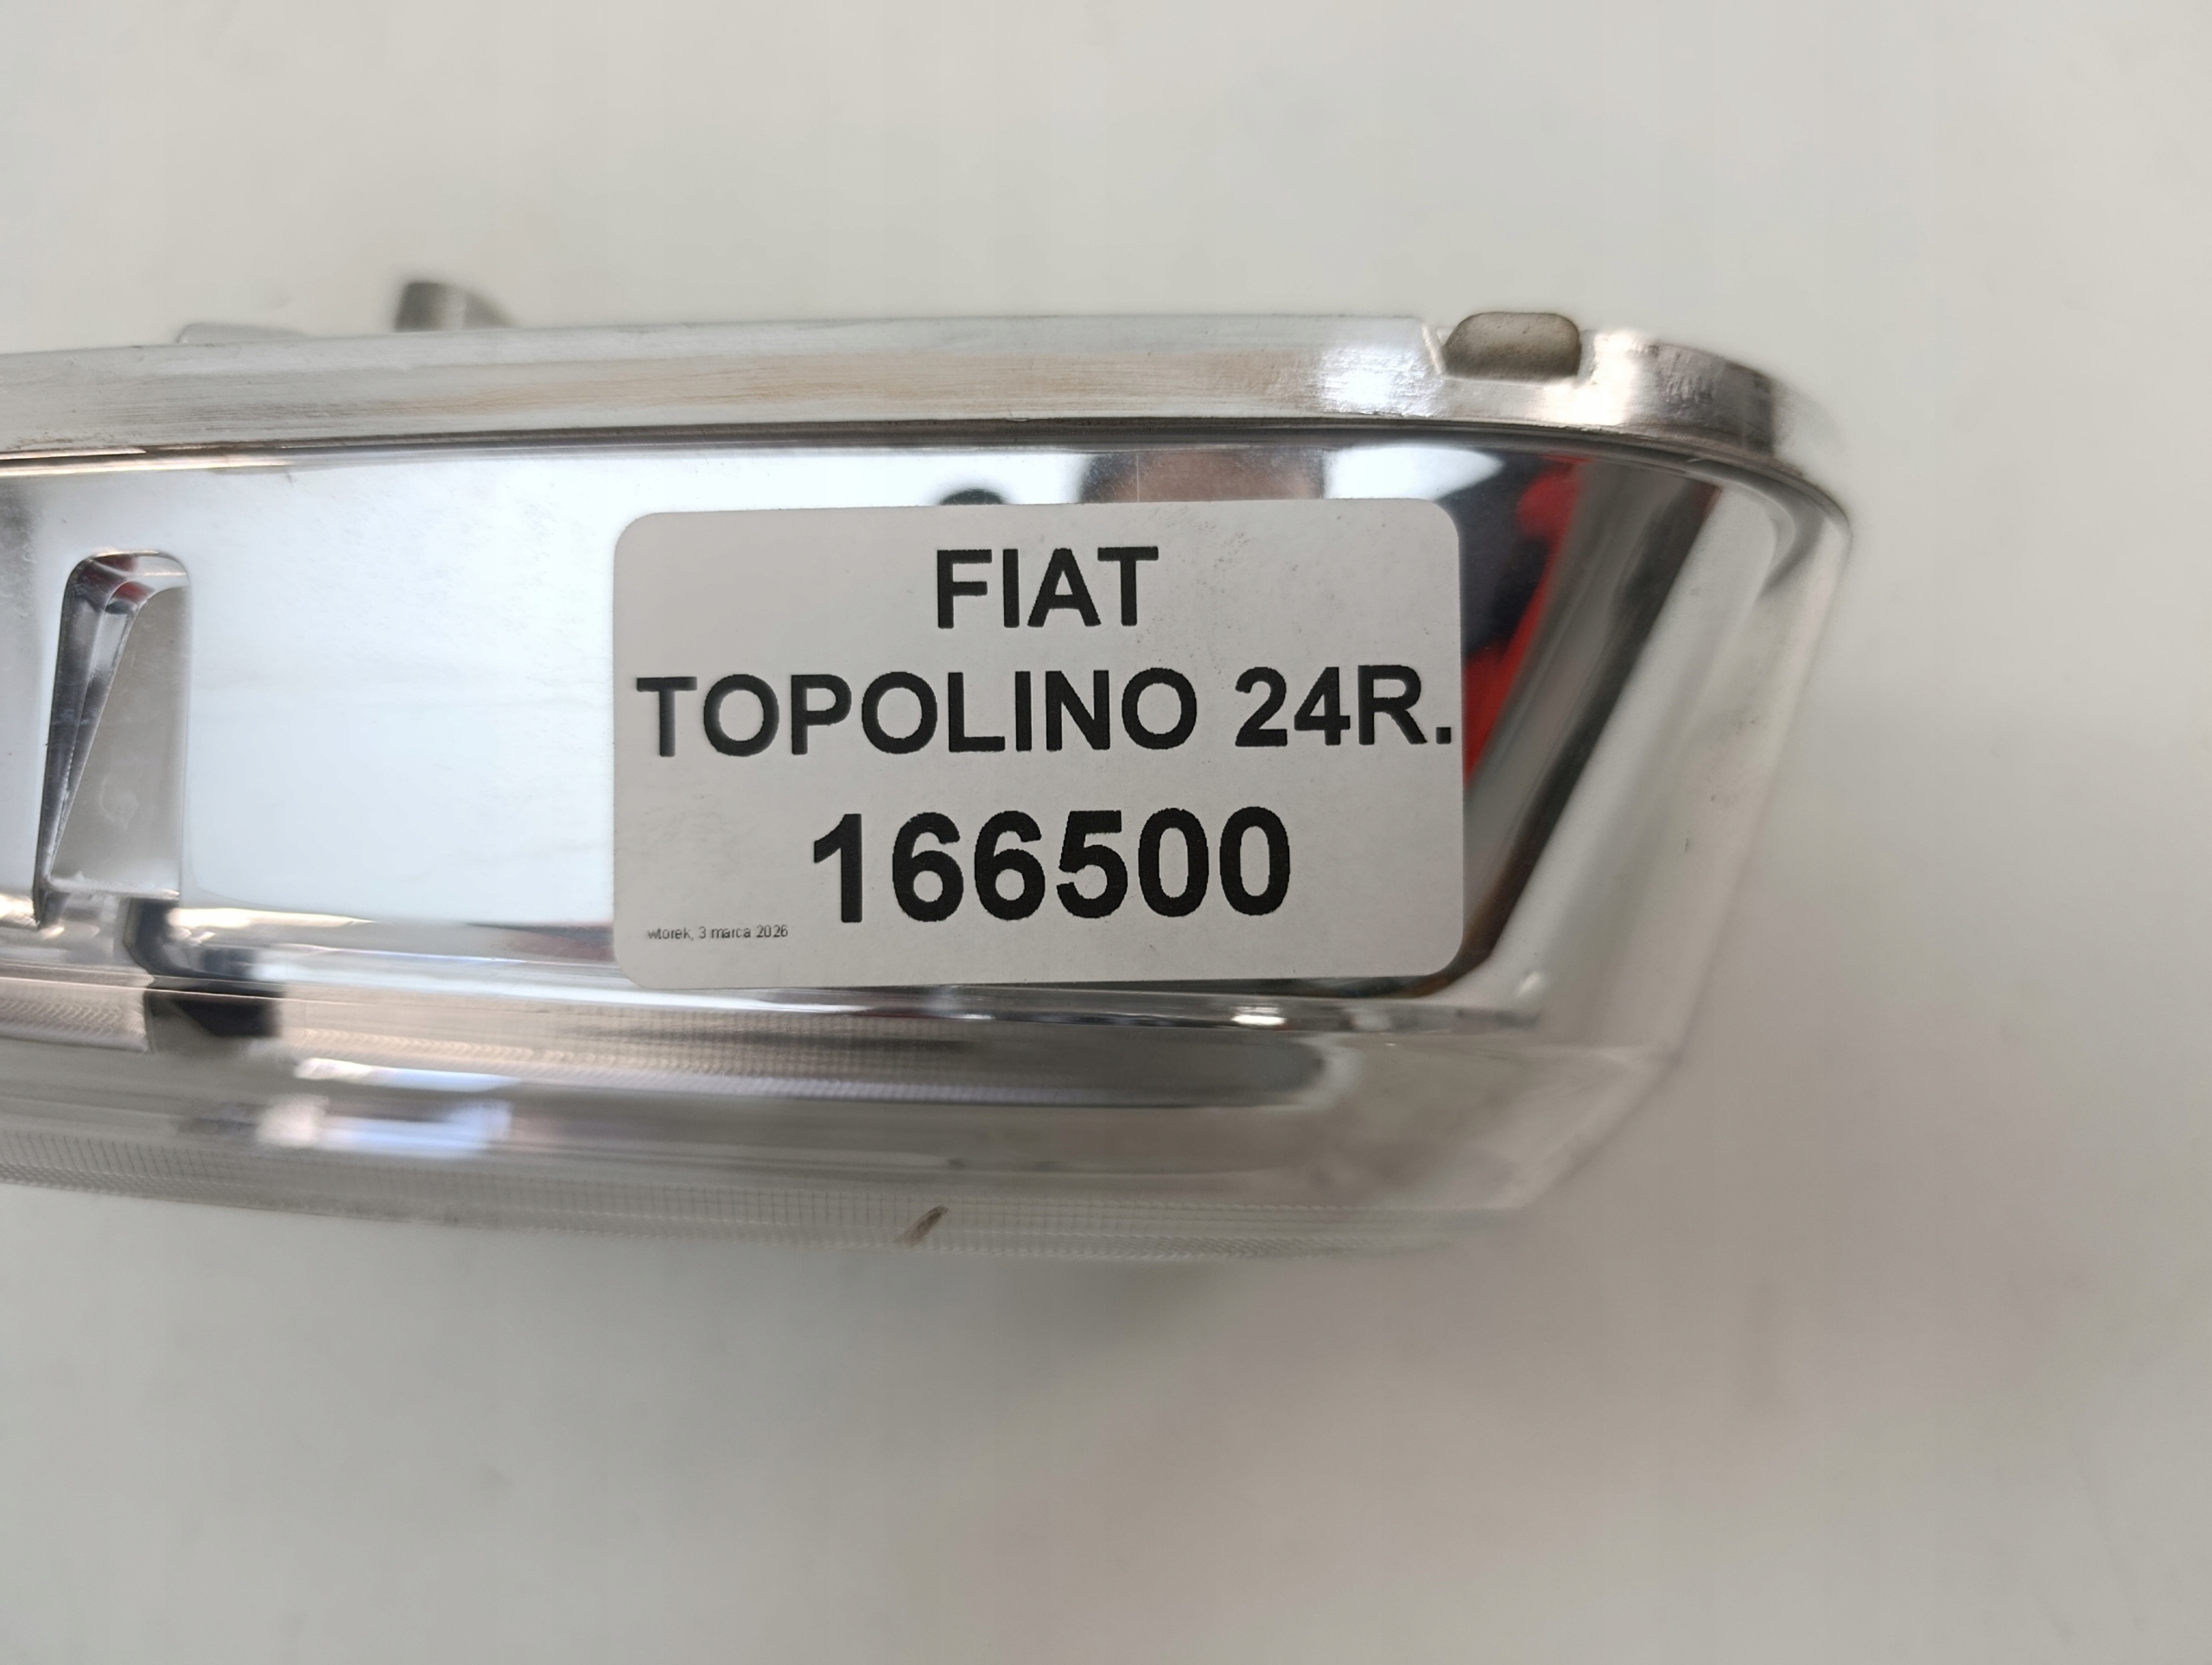 FIAT
TOPOLINO 24R.
166500
wtorek, 3 marca 2026